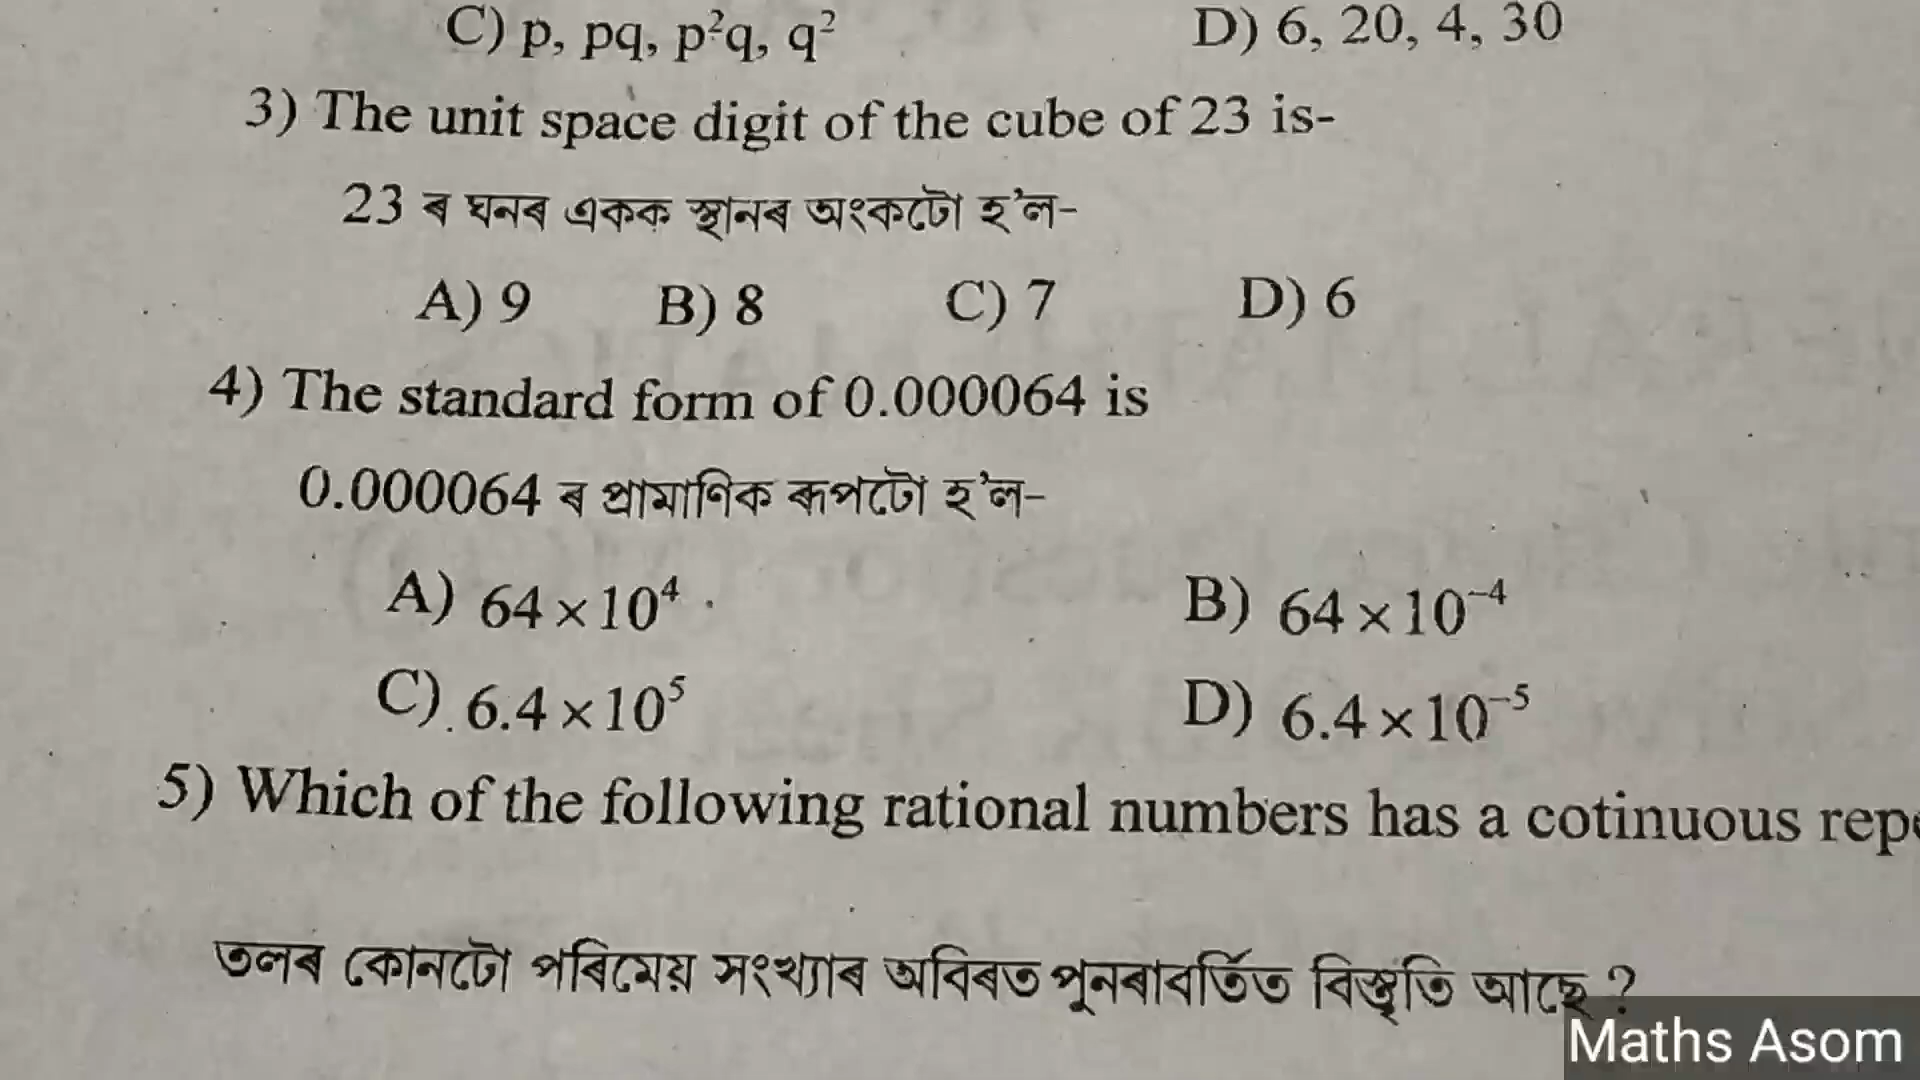 C) p, pq, p²q, q² D) 6, 20, 4, 30
3) The unit space digit of the cube of 23 is-
23 ৰ ঘনৰ একক স্থানৰ অংকটো হ'ল-
A) 9 B) 8 C) 7 D) 6
4) The standard form of 0.000064 is
0.000064 ৰ প্ৰামাণিক ৰূপটো হ'ল-
A) 64×10⁴ B) 64×10⁻⁴
C) 6.4×10⁵ D) 6.4×10⁻⁵
5) Which of the following rational numbers has a cotinuous
তলৰ কোনটো পৰিমেয় সংখ্যাৰ অবিৰত পুনৰাবৰ্তিত বিস্তৃতি আছে ?
Maths Asom